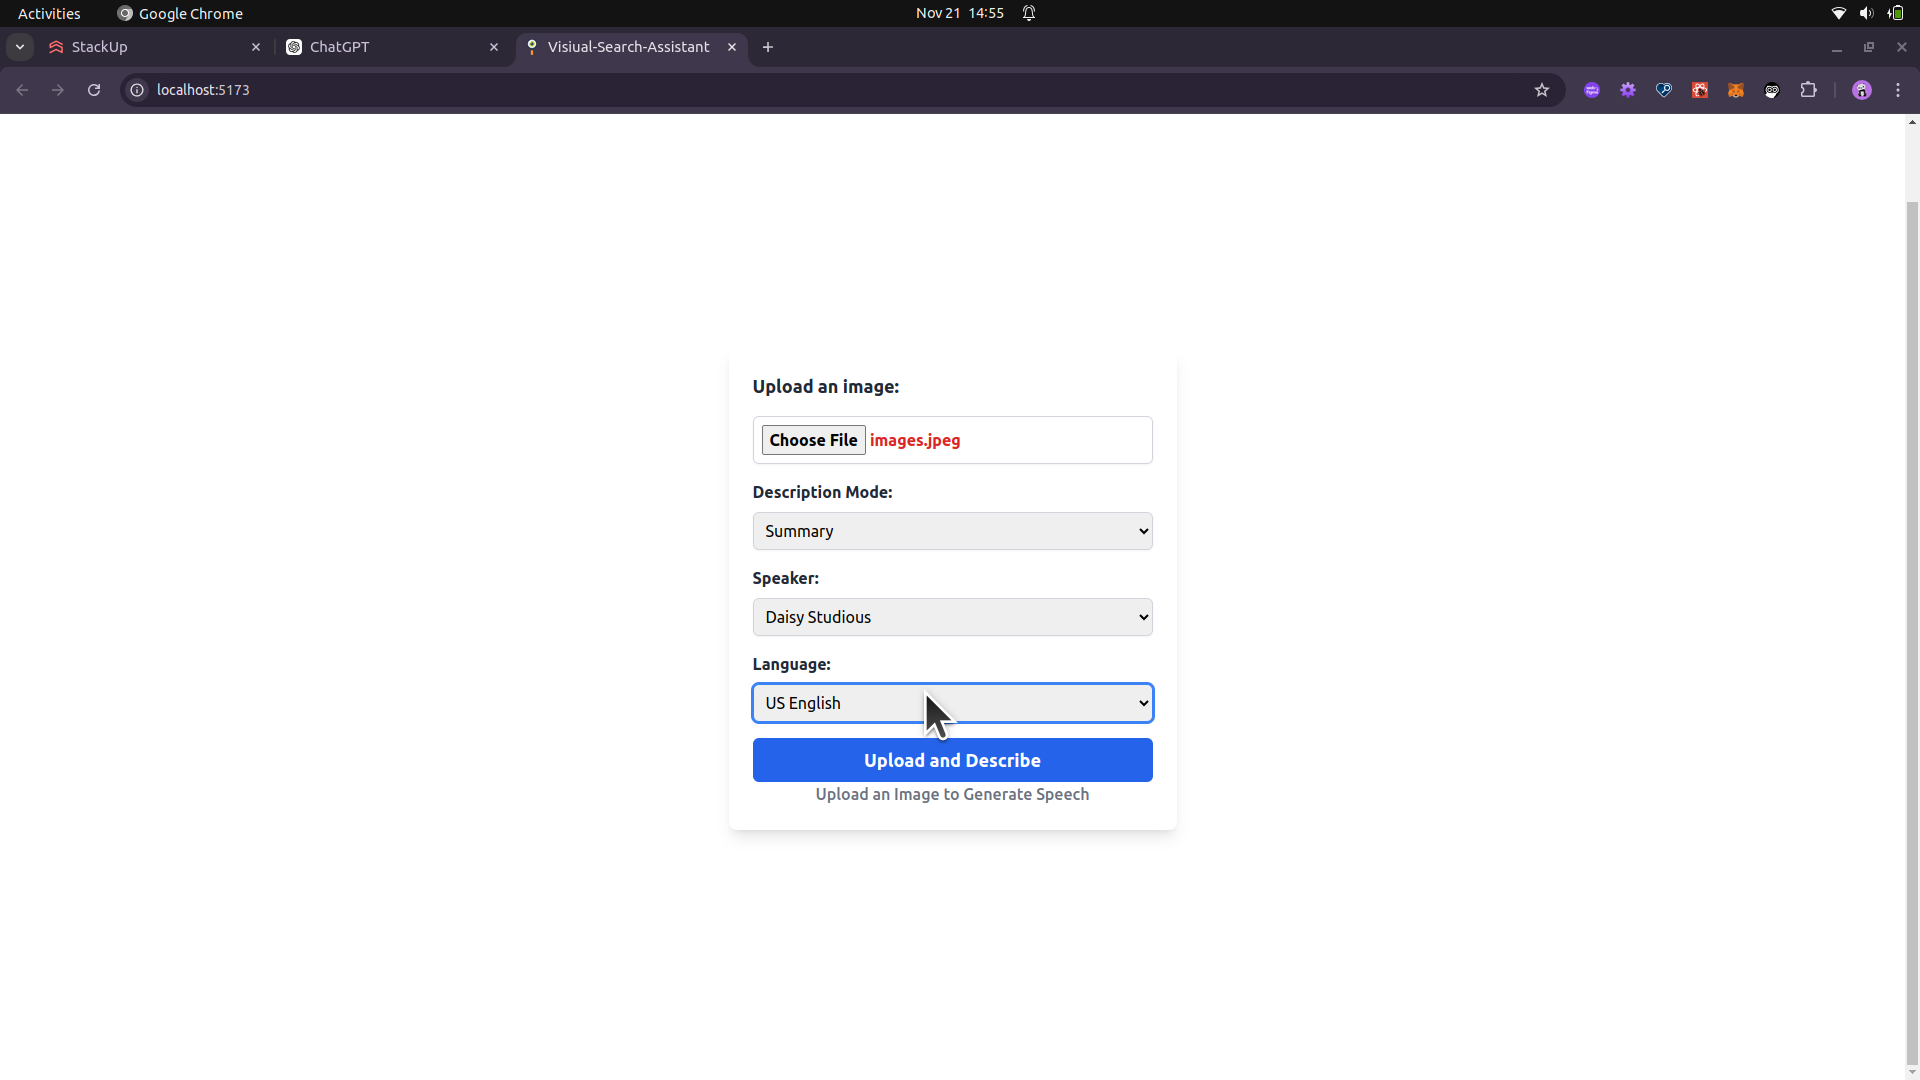 Activities Google Chrome Nov 21 14:55
StackUp ChatGPT Visiual-Search-Assistant
localhost:5173
Upload an image:
Choose File images.jpeg
Description Mode:
Summary
Speaker:
Daisy Studious
Language:
US English
Upload and Describe
Upload an Image to Generate Speech